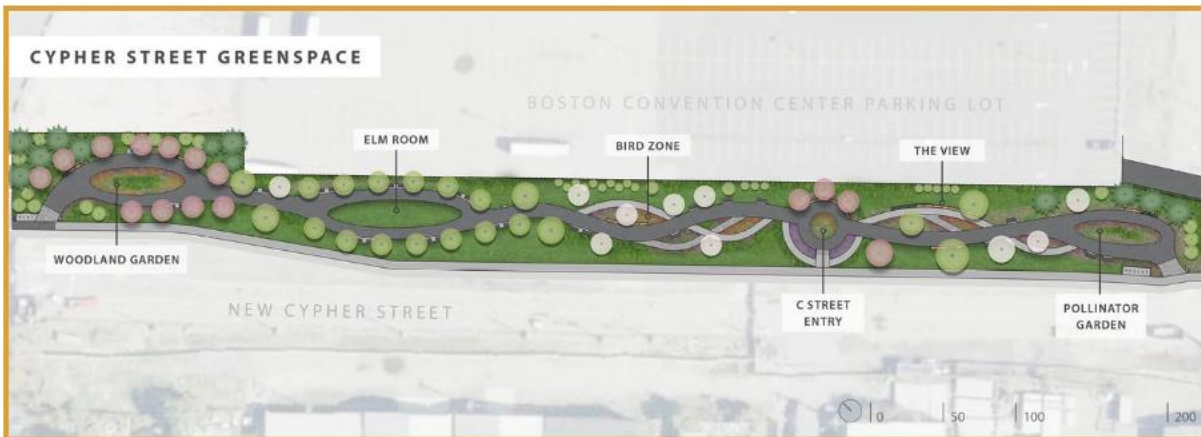 CYPHER STREET GREENSPACE
BOSTON CONVENTION CENTER PARKING LOT
ELM ROOM
BIRD ZONE
THE VIEW
WOODLAND GARDEN
NEW CYPHER STREET
C STREET
ENTRY
POLLINATOR
GARDEN
0
50
100
200